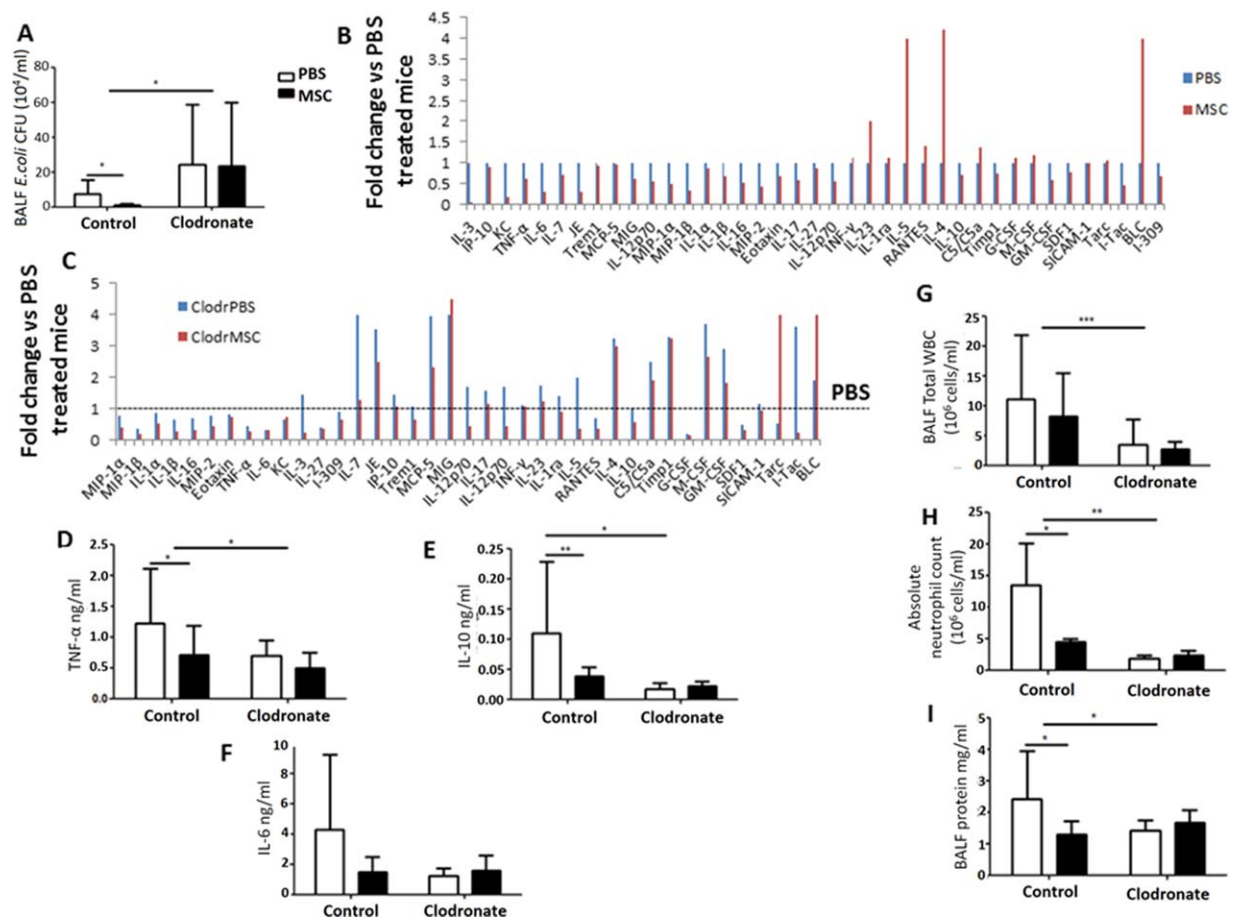 A
BALF E.coli CFU (10⁴/ml)
80
60
40
20
0
*
*
Control
Clodronate
PBS
MSC
B
Fold change vs PBS
treated mice
4.5
4
3.5
3
2.5
2
1.5
1
0.5
0
PBS
MSC
IL-3
IP-10
KC
TNF-α
IL-6
IL-7
JE
Trem1
MCP-5
MIG
IL-12p70
MIP-1α
MIP-1β
IL-1α
IL-1β
IL-16
MIP-2
Eotaxin
IL-17
IL-27
IL-12p70
INF-γ
IL-23
IL-1ra
IL-5
RANTES
IL-4
IL-10
C5/C5a
Timp1
G-CSF
M-CSF
GM-CSF
SDF1
SiCAM-1
Tarc
I-Tac
BLC
I-309
C
Fold change vs PBS
treated mice
5
4
3
2
1
0
ClodrPBS
ClodrMSC
PBS
MIP-1α
MIP-1β
IL-1α
IL-1β
IL-16
MIP-2
Eotaxin
TNF-α
IL-6
KC
IL-3
IL-27
I-309
IL-7
JE
IP-10
Trem1
MCP-5
MIG
IL-12p70
IL-17
IL-12p70
INF-γ
IL-23
IL-1ra
IL-5
RANTES
IL-4
IL-10
C5/C5a
Timp1
G-CSF
M-CSF
GM-CSF
SDF1
SiCAM-1
Tarc
I-Tac
BLC
D
TNF-α ng/ml
2.5
2.0
1.5
1.0
0.5
0.0
*
*
Control
Clodronate
E
IL-10 ng/ml
0.25
0.20
0.15
0.10
0.05
0.00
*
**
Control
Clodronate
F
IL-6 ng/ml
10
8
6
4
2
0
Control
Clodronate
G
BALF Total WBC
(10⁶ cells/ml)
25
20
15
10
5
0
***
Control
Clodronate
H
Absolute
neutrophil count
(10⁶ cells/ml)
25
20
15
10
5
0
**
*
Control
Clodronate
I
BALF protein mg/ml
5
4
3
2
1
0
*
*
Control
Clodronate